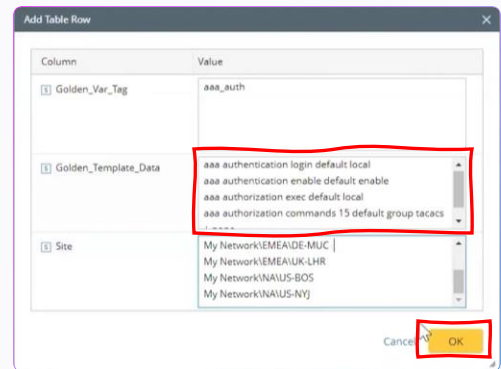 Add Table Row
Column Value
Golden_Var_Tag aaa_auth
Golden_Template_Data aaa authentication login default local
aaa authentication enable default enable
aaa authorization exec default local
aaa authorization commands 15 default group tacacs
Site My Network\EMEA\DE-MUC
My Network\EMEA\UK-LHR
My Network\NA\US-BOS
My Network\NA\US-NYJ
Cancel OK